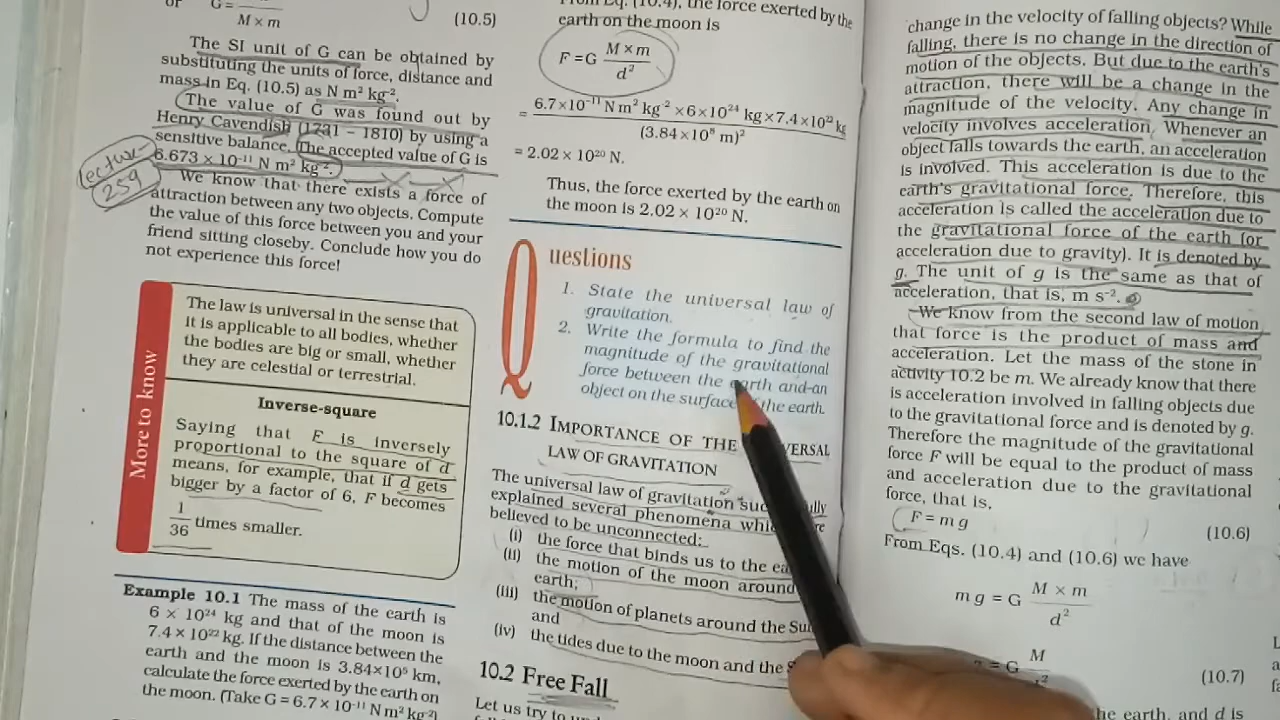 or G=
M × m
(10.5)
The SI unit of G can be obtained by
substituting the units of force, distance and
mass in Eq. (10.5) as N m² kg⁻².
The value of G was found out by
Henry Cavendish (1731 – 1810) by using a
sensitive balance. The accepted value of G is
6.673 × 10⁻¹¹ N m² kg⁻².
Lecture-
259
We know that there exists a force of
attraction between any two objects. Compute
the value of this force between you and your
friend sitting closeby. Conclude how you do
not experience this force!
More to know
The law is universal in the sense that
it is applicable to all bodies, whether
the bodies are big or small, whether
they are celestial or terrestrial.
Inverse-square
Saying that F is inversely
proportional to the square of d
means, for example, that if d gets
bigger by a factor of 6, F becomes
1
36 times smaller.
Example 10.1 The mass of the earth is
6 × 10²⁴ kg and that of the moon is
7.4 × 10²² kg. If the distance between the
earth and the moon is 3.84×10⁵ km,
calculate the force exerted by the earth on
the moon. (Take G = 6.7 × 10⁻¹¹ N m² kg⁻²)
From Eq. (10.4), the force exerted by the
earth on the moon is
F = G M × m
d²
= 6.7×10⁻¹¹ N m² kg⁻² ×6×10²⁴ kg×7.4×10²² kg
(3.84×10⁸ m)²
= 2.02 × 10²⁰ N.
Thus, the force exerted by the earth on
the moon is 2.02 × 10²⁰ N.
Questions
1. State the universal law of
gravitation.
2. Write the formula to find the
magnitude of the gravitational
force between the earth and an
object on the surface the earth.
10.1.2 IMPORTANCE OF THE
LAW OF GRAVITATION
The universal law of gravitation
explained several phenomena
believed to be unconnected:
(i) the force that binds us to the
(ii) the motion of the moon around
earth;
(iii) the motion of planets around the
and
(iv) the tides due to the moon and the
10.2 Free Fall
Let us try to
change in the velocity of falling objects? While
falling, there is no change in the direction of
motion of the objects. But due to the earth's
attraction, there will be a change in the
magnitude of the velocity. Any change in
velocity involves acceleration. Whenever an
object falls towards the earth, an acceleration
is involved. This acceleration is due to the
earth's gravitational force. Therefore, this
acceleration is called the acceleration due to
the gravitational force of the earth (or
acceleration due to gravity). It is denoted by
g. The unit of g is the same as that of
acceleration, that is, m s⁻².
We know from the second law of motion
that force is the product of mass and
acceleration. Let the mass of the stone in
activity 10.2 be m. We already know that there
is acceleration involved in falling objects due
to the gravitational force and is denoted by g.
Therefore the magnitude of the gravitational
force F will be equal to the product of mass
and acceleration due to the gravitational
force, that is,
F = m g (10.6)
From Eqs. (10.4) and (10.6) we have
m g = G M × m
d²
= G M
(10.7)
the earth, and d is